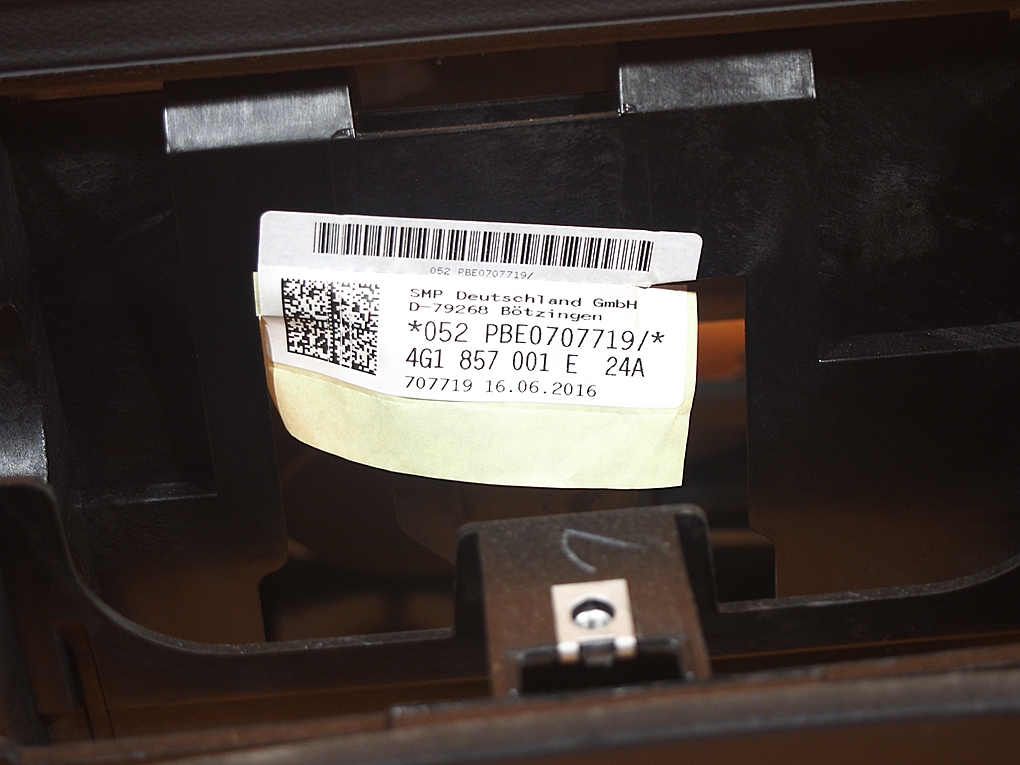 052 PBE0707719/
SMP Deutschland GmbH
D-79268 Bötzingen
*052 PBE0707719/*
4G1 857 001 E 24A
707719 16.06.2016